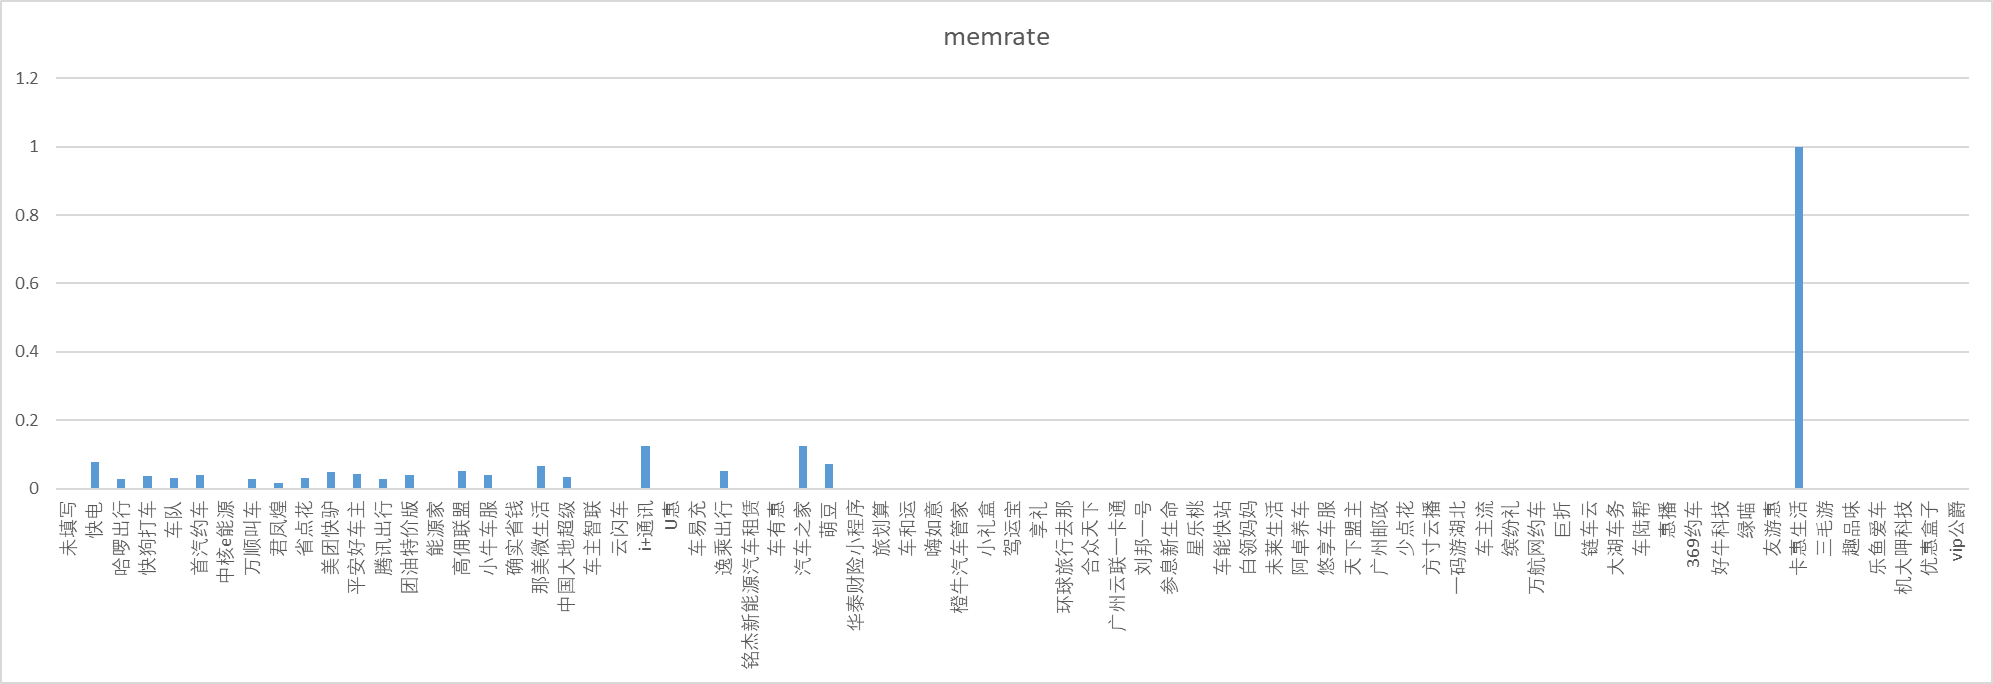 memrate
1.2
1
0.8
0.6
0.4
0.2
0
未填写
快电
哈啰出行
快狗打车
车队
首汽约车
中核e能源
万顺叫车
君凤煌
省点花
美团快驴
平安好车主
腾讯出行
团油特价版
能源家
高佣联盟
小牛车服
确实省钱
那美微生活
中国大地超级
车主智联
云闪车
i+通讯
U惠
车易充
逸乘出行
铭杰新能源汽车租赁
车有惠
汽车之家
萌豆
华泰财险小程序
旅划算
车和运
嗨如意
橙牛汽车管家
小礼盒
驾运宝
享礼
环球旅行去那
合众天下
广州云联一卡通
刘邦一号
参息新生命
星乐桃
车能快站
白领妈妈
未莱生活
阿卓养车
悠享车服
天下盟主
广州邮政
少点花
方寸云播
一码游湖北
车主流
缤纷礼
万航网约车
巨折
链车云
大湖车务
车陆帮
惠播
369约车
好牛科技
绿喵
友游惠
卡惠生活
三毛游
趣品味
乐鱼爱车
机大呷科技
优惠盒子
vip公爵